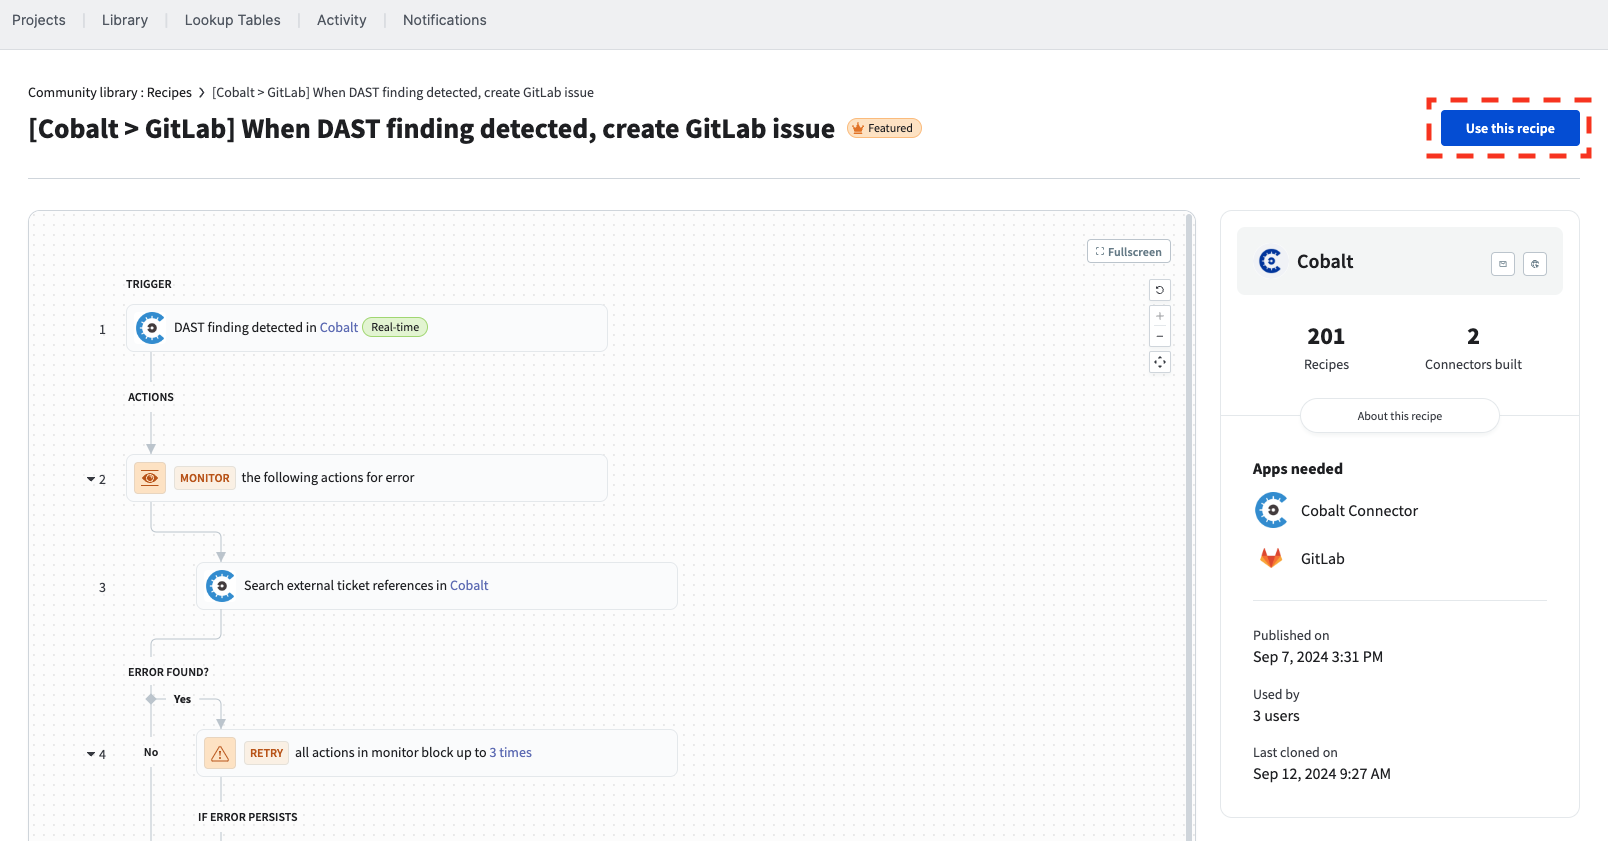 Projects
Library
Lookup Tables
Activity
Notifications
Community library : Recipes > [Cobalt > GitLab] When DAST finding detected, create GitLab issue
[Cobalt > GitLab] When DAST finding detected, create GitLab issue
Featured
Use this recipe
Fullscreen
TRIGGER
1
DAST finding detected in Cobalt Real-time
ACTIONS
2
MONITOR the following actions for error
3
Search external ticket references in Cobalt
ERROR FOUND?
Yes
No
4
RETRY all actions in monitor block up to 3 times
IF ERROR PERSISTS
Cobalt
201
Recipes
2
Connectors built
About this recipe
Apps needed
Cobalt Connector
GitLab
Published on
Sep 7, 2024 3:31 PM
Used by
3 users
Last cloned on
Sep 12, 2024 9:27 AM